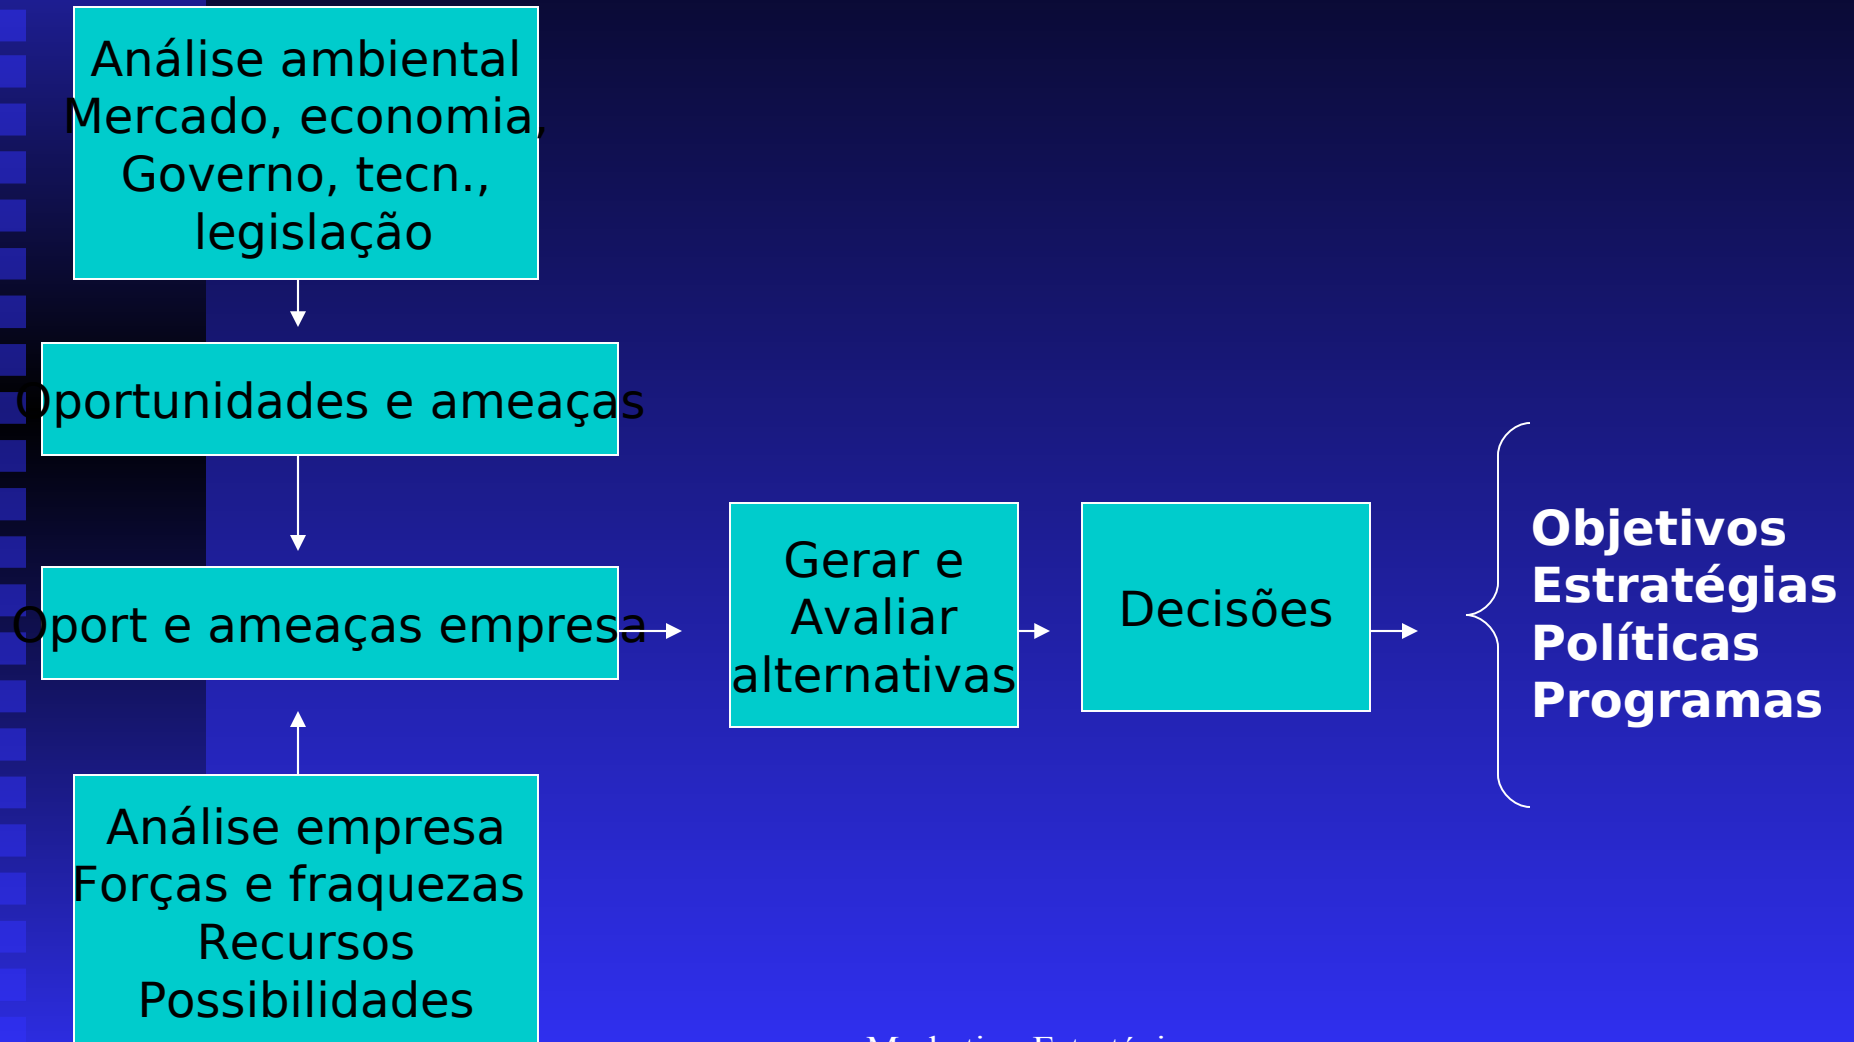 Análise ambiental
Mercado, economia,
Governo, tecn.,
legislação
Oportunidades e ameaças
Oport e ameaças empresa
Gerar e
Avaliar
alternativas
Decisões
Objetivos
Estratégias
Políticas
Programas
Análise empresa
Forças e fraquezas
Recursos
Possibilidades